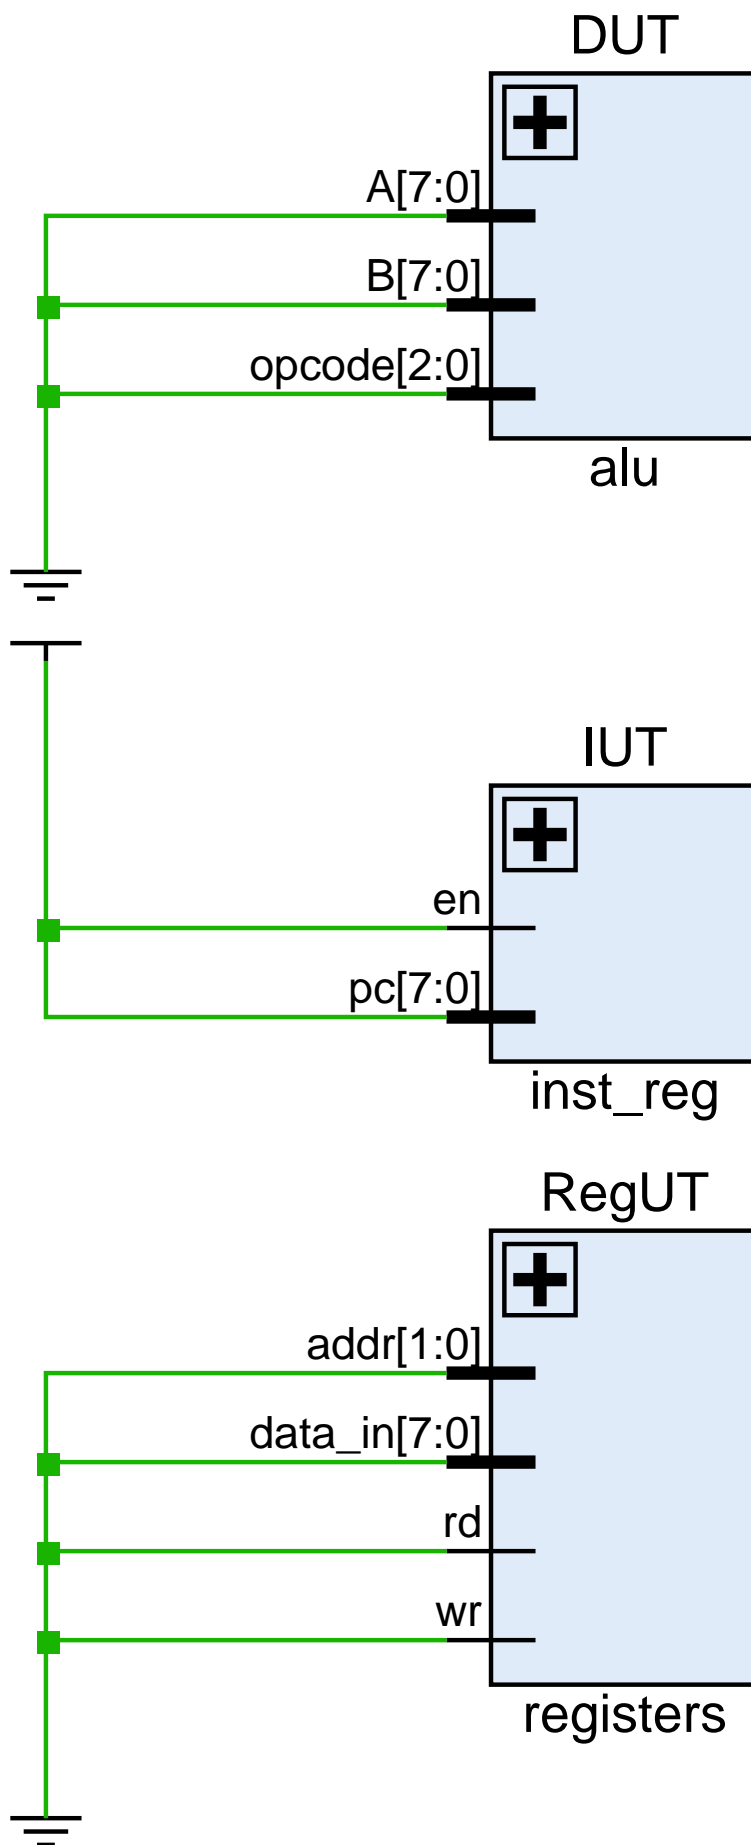 DUT
A[7:0]
B[7:0]
opcode[2:0]
alu
IUT
en
pc[7:0]
inst_reg
RegUT
addr[1:0]
data_in[7:0]
rd
wr
registers